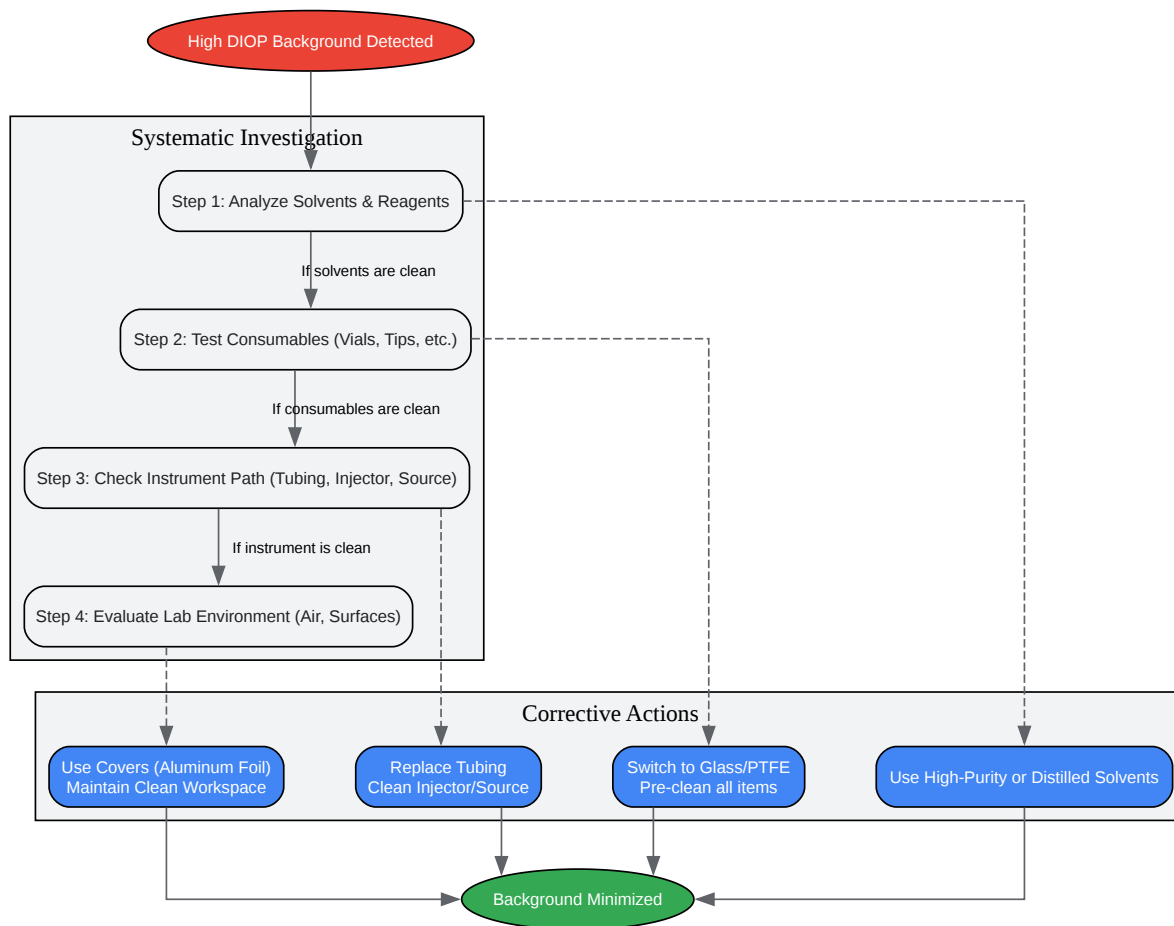 High DIOP Background Detected
Systematic Investigation
Step 1: Analyze Solvents & Reagents
If solvents are clean
Step 2: Test Consumables (Vials, Tips, etc.)
If consumables are clean
Step 3: Check Instrument Path (Tubing, Injector, Source)
If instrument is clean
Step 4: Evaluate Lab Environment (Air, Surfaces)
Corrective Actions
Use Covers (Aluminum Foil)
Maintain Clean Workspace
Replace Tubing
Clean Injector/Source
Switch to Glass/PTFE
Pre-clean all items
Use High-Purity or Distilled Solvents
Background Minimized